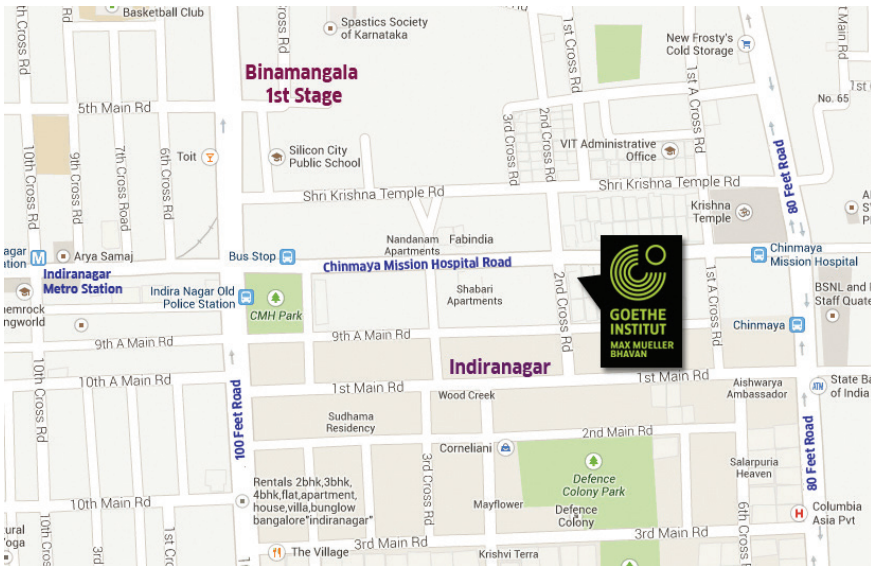 Basketball Club
Spastics Society
of Karnataka
New Frosty's
Cold Storage
1st Main Rd
10th Cross Rd
1st Cross Rd
1st A Cross Rd
Binamangala
1st Stage
5th Main Rd
No. 65
9th Cross Rd
7th Cross Road
6th Cross Rd
Toit
Silicon City
Public School
3rd Cross Rd
2nd Cross Rd
VIT Administrative
Office
Shri Krishna Temple Rd
Shri Krishna Temple Rd
80 Feet Road
Krishna
Temple
Nandanam
Apartments
Fabindia
M
Arya Samaj
Bus Stop
Chinmaya Mission Hospital Road
Chinmaya
Mission Hospital
Indiranagar
Metro Station
Indira Nagar Old
Police Station
CMH Park
Shabari
Apartments
2nd Cross Rd
GOETHE
INSTITUT
MAX MUELLER
BHAVAN
1st A Cross Rd
BSNL and
Staff Quate
Chinmaya
9th A Main Rd
9th A Main Rd
Indiranagar
10th A Main Rd
10th Cross Rd
1st Main Rd
1st Main Rd
Wood Creek
Aishwarya
Ambassador
ATN
State Ba
of India
100 Feet Road
Sudhama
Residency
2nd Main Rd
Corneliani
3rd Cross Rd
Defence
Colony Park
Salarpuria
Heaven
80 Feet Road
Rentals 2bhk,3bhk,
4bhk,flat,apartment,
house,villa,bunglow
bangalore"indiranagar"
10th Main Rd
Mayflower
Defence
Colony
6th Cross Rd
H
Columbia
Asia Pvt
3rd Main Rd
3rd Main Rd
The Village
Krishvi Terra